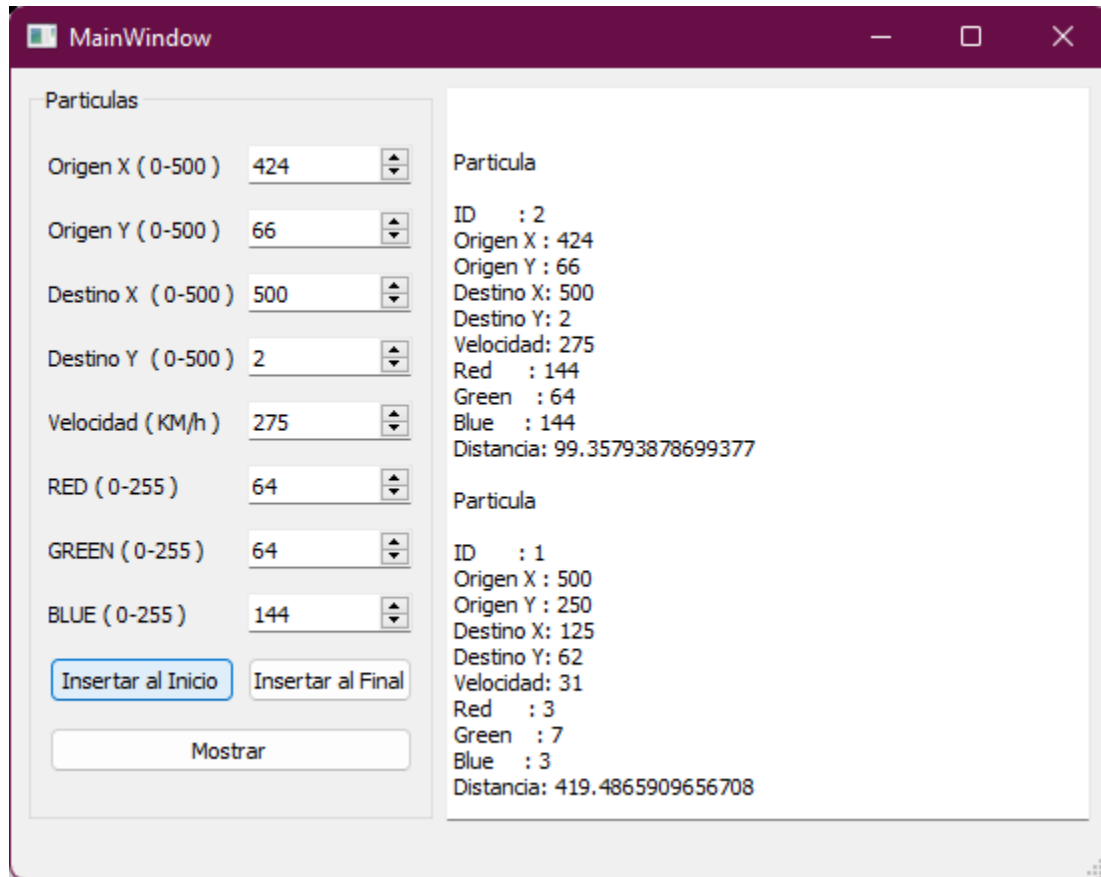 MainWindow
Particulas
Origen X ( 0-500 ) 424
Origen Y ( 0-500 ) 66
Destino X ( 0-500 ) 500
Destino Y ( 0-500 ) 2
Velocidad ( KM/h ) 275
RED ( 0-255 ) 64
GREEN ( 0-255 ) 64
BLUE ( 0-255 ) 144
Insertar al Inicio Insertar al Final
Mostrar
Particula
ID : 2
Origen X : 424
Origen Y : 66
Destino X: 500
Destino Y: 2
Velocidad: 275
Red : 144
Green : 64
Blue : 144
Distancia: 99.35793878699377
Particula
ID : 1
Origen X : 500
Origen Y : 250
Destino X: 125
Destino Y: 62
Velocidad: 31
Red : 3
Green : 7
Blue : 3
Distancia: 419.4865909656708